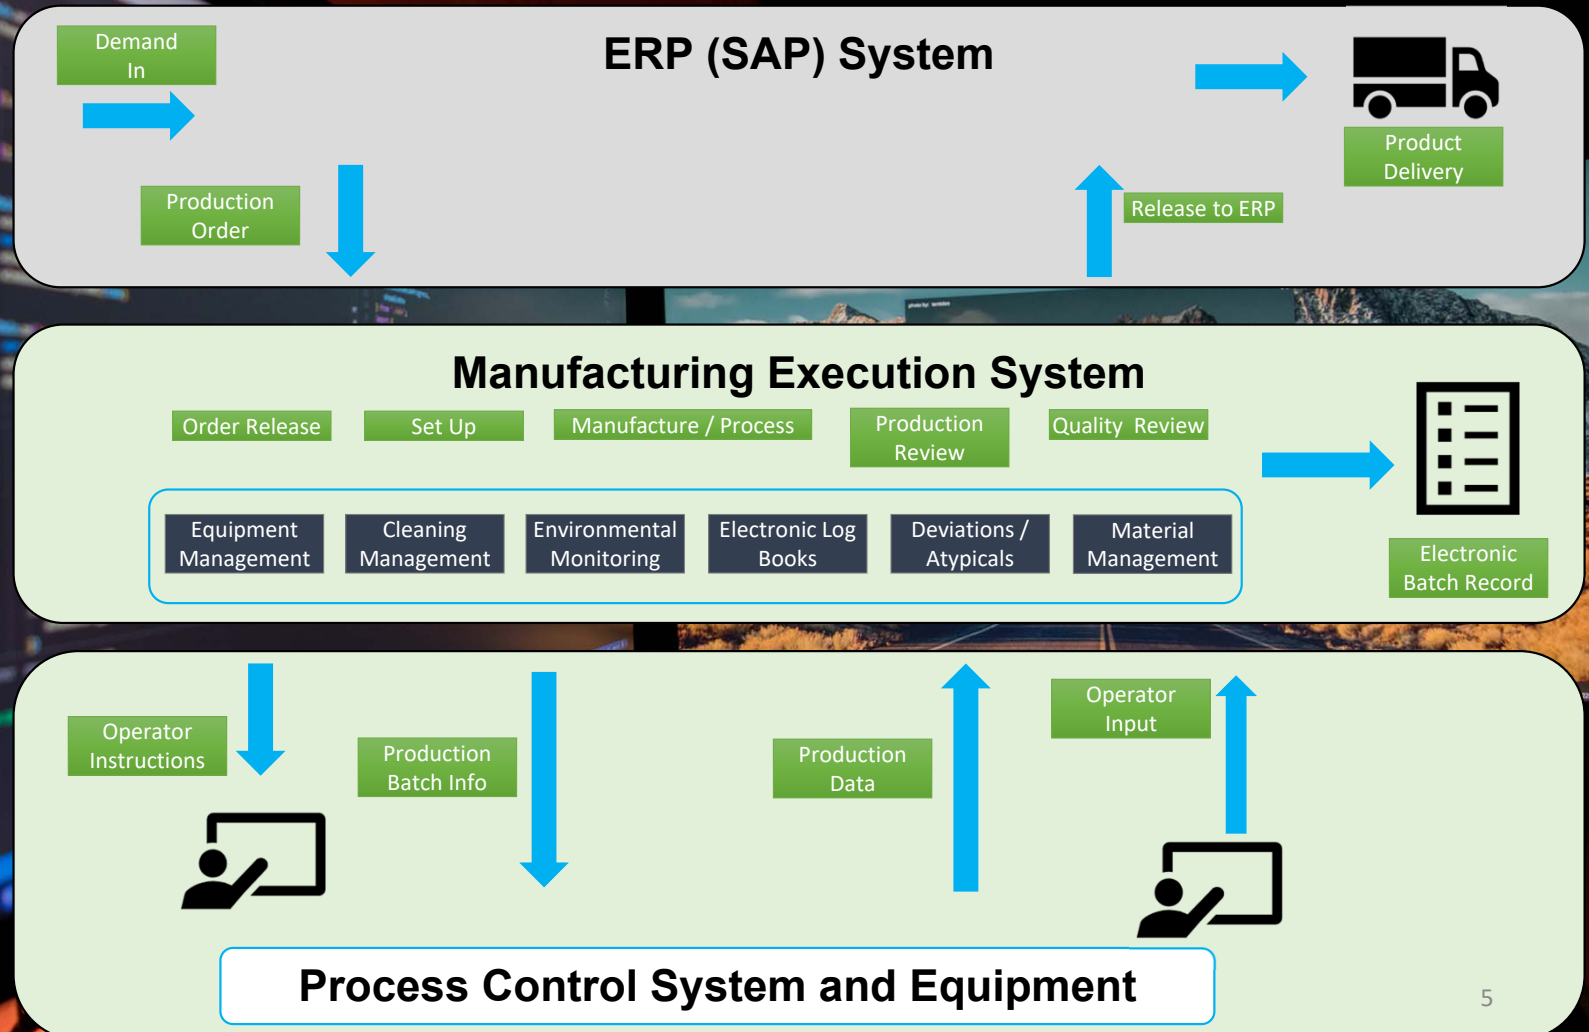 Demand
In
ERP (SAP) System
Product
Delivery
Production
Order
Release to ERP
Manufacturing Execution System
Order Release
Set Up
Manufacture / Process
Production
Review
Quality Review
Equipment
Management
Cleaning
Management
Environmental
Monitoring
Electronic Log
Books
Deviations /
Atypicals
Material
Management
Electronic
Batch Record
Operator
Instructions
Production
Batch Info
Production
Data
Operator
Input
Process Control System and Equipment
5